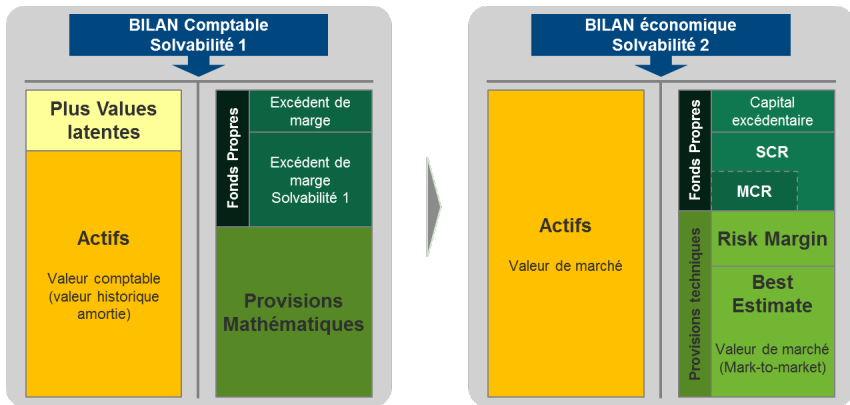 BILAN Comptable
Solvabilité 1
Plus Values
latentes
Actifs
Valeur comptable
(valeur historique
amortie)
Fonds Propres
Excédent de
marge
Excédent de
marge
Solvabilité 1
Provisions
Mathématiques
BILAN économique
Solvabilité 2
Actifs
Valeur de marché
Fonds Propres
Capital
excédentaire
SCR
MCR
Provisions techniques
Risk Margin
Best
Estimate
Valeur de marché
(Mark-to-market)